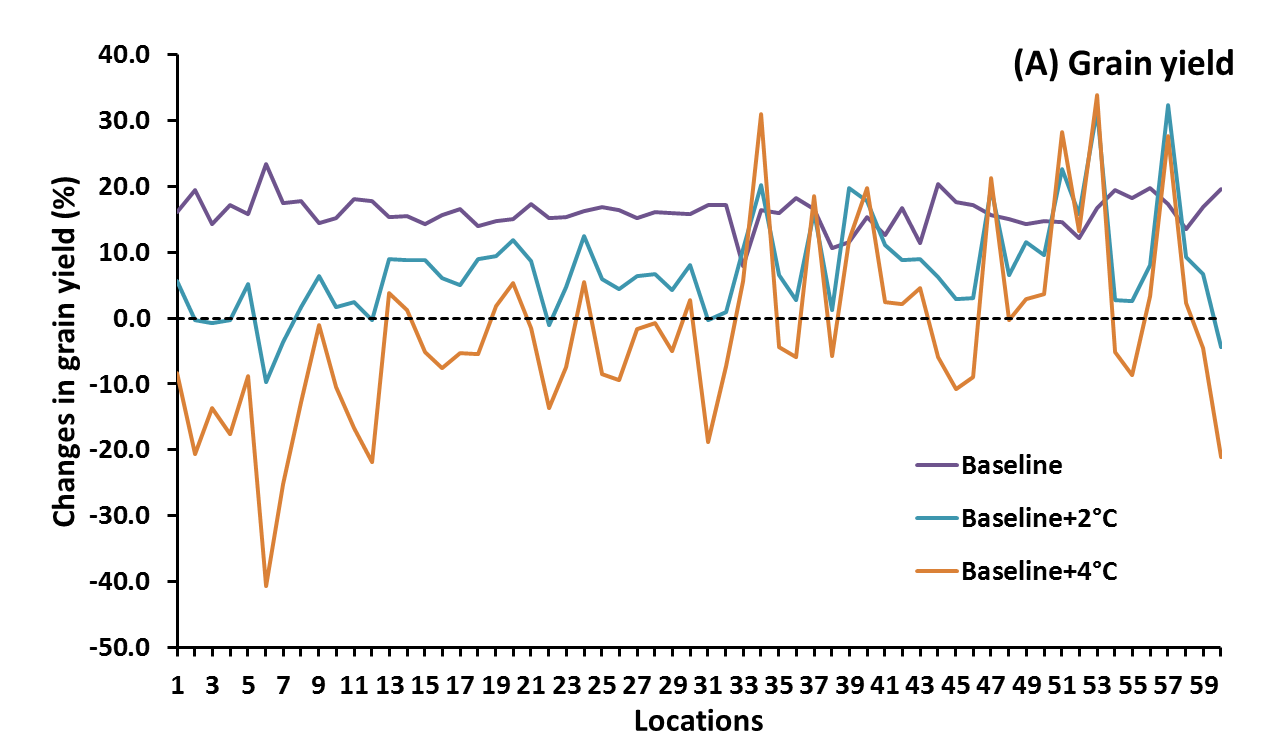 (A) Grain yield
Changes in grain yield (%)
40.0
30.0
20.0
10.0
0.0
-10.0
-20.0
-30.0
-40.0
-50.0
Baseline
Baseline+2°C
Baseline+4°C
1 3 5 7 9 11 13 15 17 19 21 23 25 27 29 31 33 35 37 39 41 43 45 47 49 51 53 55 57 59
Locations